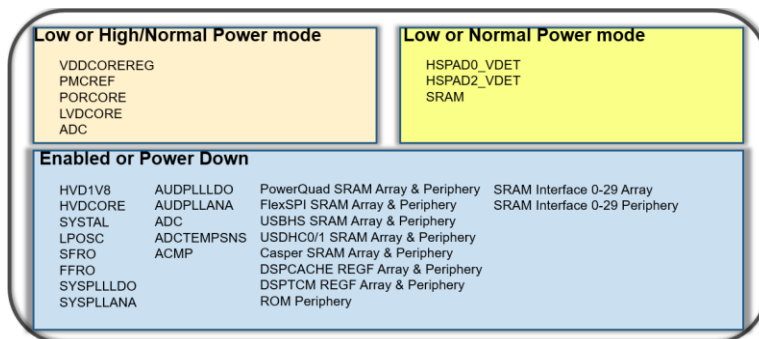 Low or High/Normal Power mode
VDDCOREREG
PMCREF
PORCORE
LVDCORE
ADC
Low or Normal Power mode
HSPAD0_VDET
HSPAD2_VDET
SRAM
Enabled or Power Down
HVD1V8
HVDCORE
SYSTAL
LPOSC
SFRO
FFRO
SYSPLLLDO
SYSPLLANA
AUDPLLLDO
AUDPLLANA
ADC
ADCTEMPSNS
ACMP
PowerQuad SRAM Array & Periphery
FlexSPI SRAM Array & Periphery
USBHS SRAM Array & Periphery
USDHC0/1 SRAM Array & Periphery
Casper SRAM Array & Periphery
DSPCACHE REGF Array & Periphery
DSPTCM REGF Array & Periphery
ROM Periphery
SRAM Interface 0-29 Array
SRAM Interface 0-29 Periphery